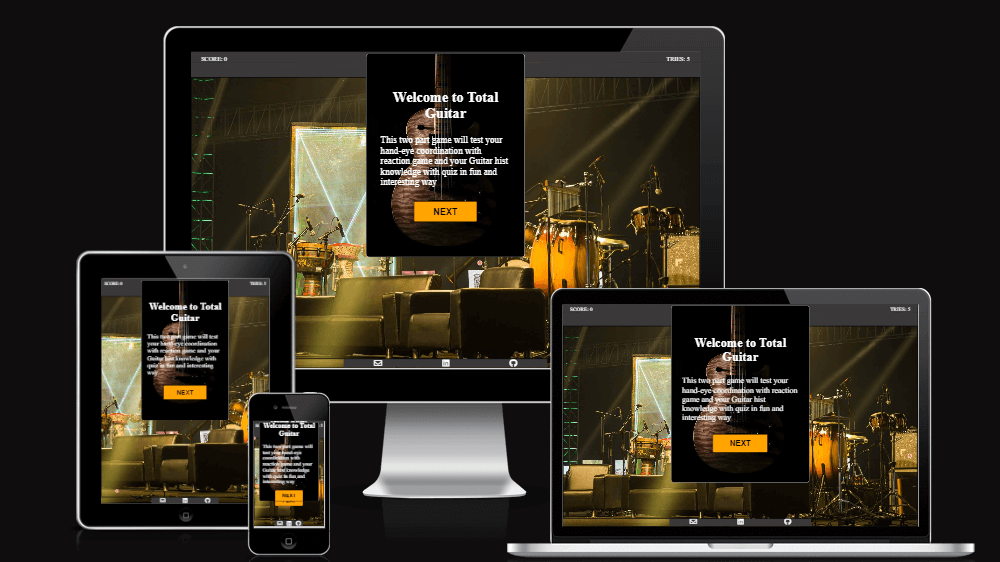 SCORE: 0
TRIES: 5
Welcome to Total
Guitar
This two part game will test your
hand-eye coordination with
reaction game and your Guitar hist
knowledge with quiz in fun and
interesting way
NEXT
SCORE: 0
TRIES: 5
Welcome to Total
Guitar
This two part game will test
your hand-eye coordination
with reaction game and your
Guitar hist knowledge with
quiz in fun and interesting
way
NEXT
Welcome to Total
Guitar
This two part game will
test your hand-eye
coordination with
reaction game and your
Guitar hist knowledge
with quiz in fun and
interesting way
NEXT
SCORE: 0
TRIES: 5
Welcome to Total
Guitar
This two part game will test your
hand-eye coordination with reaction
game and your Guitar hist
knowledge with quiz in fun and
interesting way
NEXT